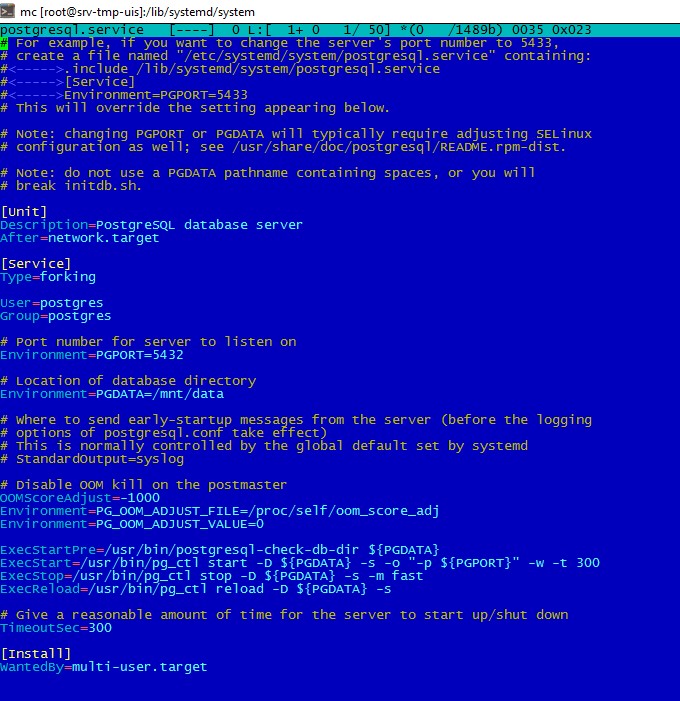 mc [root@srv-tmp-uis]:/lib/systemd/system
postgresql.service   [----]  0 L:[  1+ 0   1/ 50] *(0   /1489b) 0035 0x023
# For example, if you want to change the server's port number to 5433,
# create a file named "/etc/systemd/system/postgresql.service" containing:
#<----->.include /lib/systemd/system/postgresql.service
#<----->[Service]
#<----->Environment=PGPORT=5433
# This will override the setting appearing below.
# Note: changing PGPORT or PGDATA will typically require adjusting SELinux
# configuration as well; see /usr/share/doc/postgresql/README.rpm-dist.
# Note: do not use a PGDATA pathname containing spaces, or you will
# break initdb.sh.
[Unit]
Description=PostgreSQL database server
After=network.target
[Service]
Type=forking
User=postgres
Group=postgres
# Port number for server to listen on
Environment=PGPORT=5432
# Location of database directory
Environment=PGDATA=/mnt/data
# Where to send early-startup messages from the server (before the logging
# options of postgresql.conf take effect)
# This is normally controlled by the global default set by systemd
# StandardOutput=syslog
# Disable OOM kill on the postmaster
OOMScoreAdjust=-1000
Environment=PG_OOM_ADJUST_FILE=/proc/self/oom_score_adj
Environment=PG_OOM_ADJUST_VALUE=0
ExecStartPre=/usr/bin/postgresql-check-db-dir ${PGDATA}
ExecStart=/usr/bin/pg_ctl start -D ${PGDATA} -s -o "-p ${PGPORT}" -w -t 300
ExecStop=/usr/bin/pg_ctl stop -D ${PGDATA} -s -m fast
ExecReload=/usr/bin/pg_ctl reload -D ${PGDATA} -s
# Give a reasonable amount of time for the server to start up/shut down
TimeoutSec=300
[Install]
WantedBy=multi-user.target